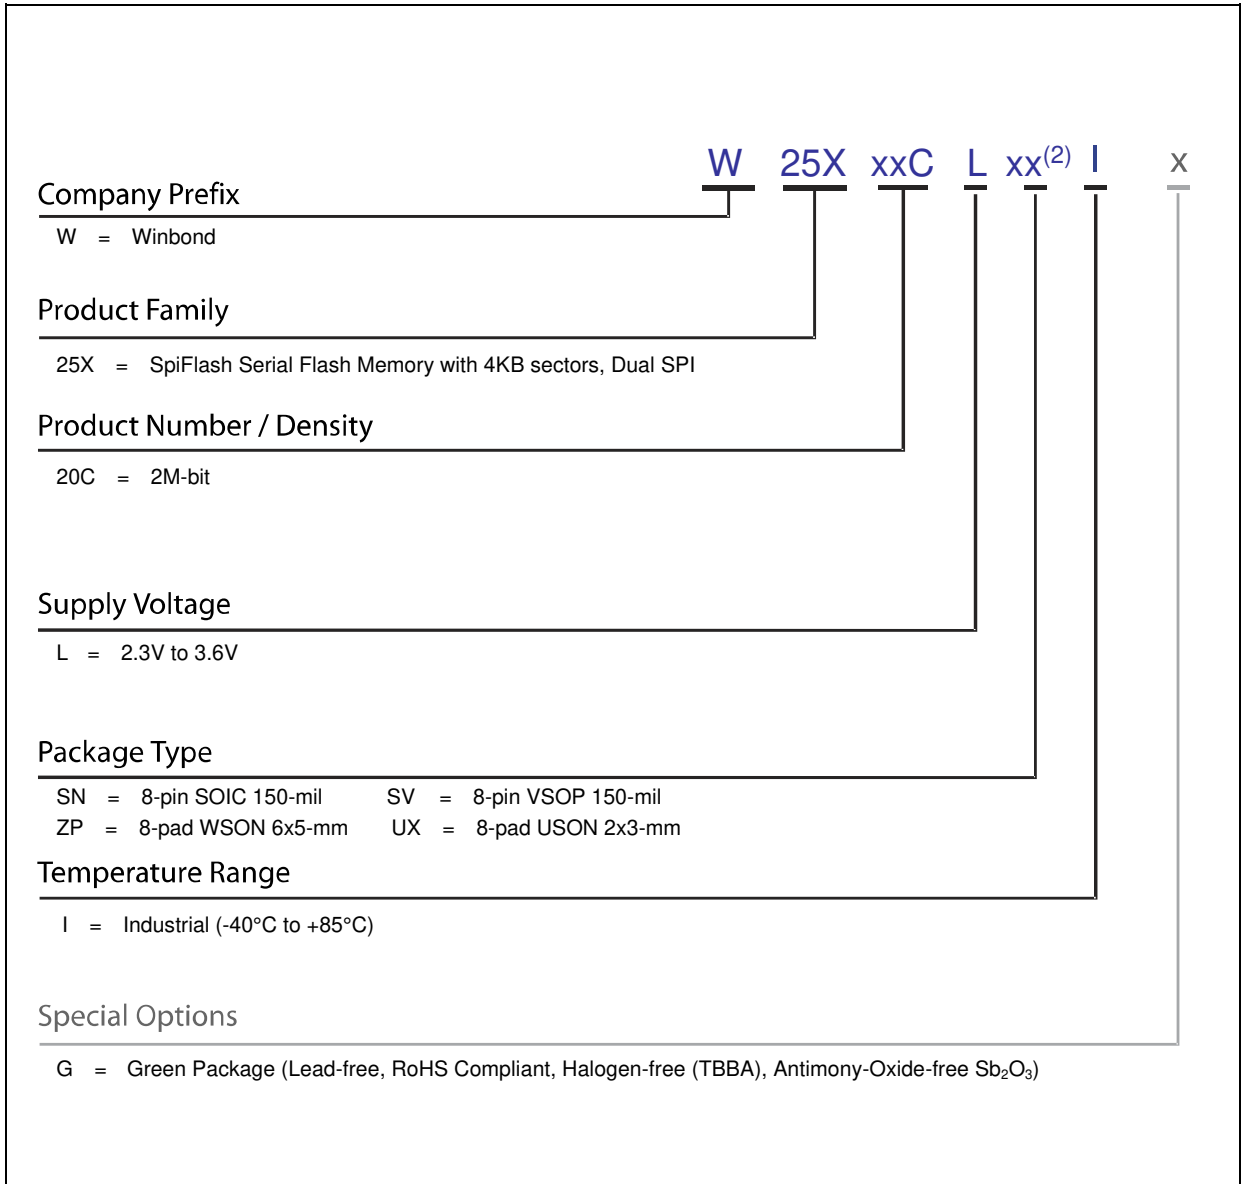 W 25X xxC L xx(2) I x
Company Prefix
W = Winbond
Product Family
25X = SpiFlash Serial Flash Memory with 4KB sectors, Dual SPI
Product Number / Density
20C = 2M-bit
Supply Voltage
L = 2.3V to 3.6V
Package Type
SN = 8-pin SOIC 150-mil SV = 8-pin VSOP 150-mil
ZP = 8-pad WSON 6x5-mm UX = 8-pad USON 2x3-mm
Temperature Range
I = Industrial (-40°C to +85°C)
Special Options
G = Green Package (Lead-free, RoHS Compliant, Halogen-free (TBBA), Antimony-Oxide-free Sb₂O₃)